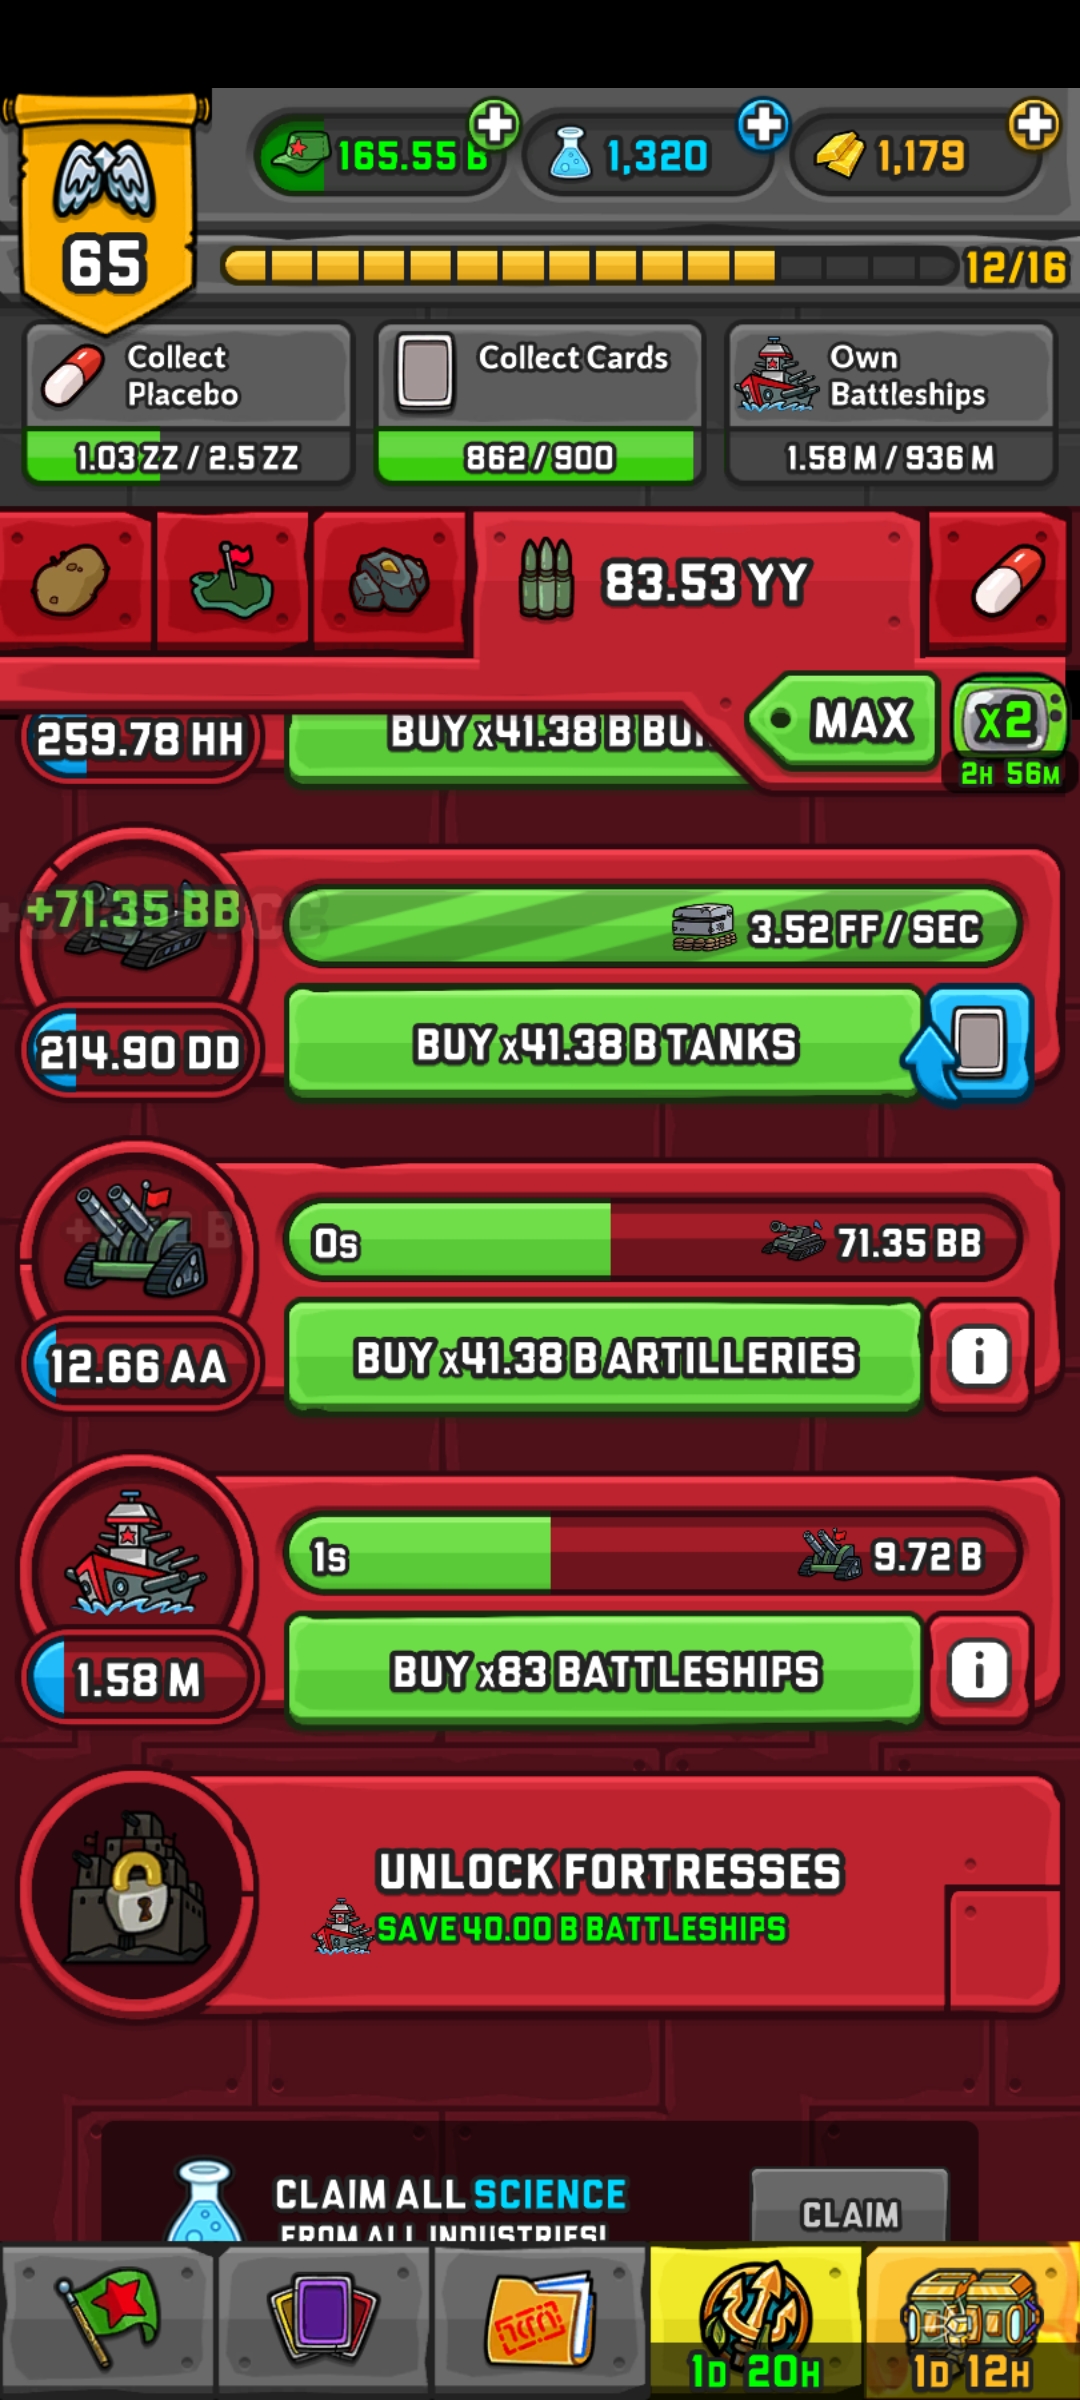 165.55 B
1,320
1,179
65
12/16
Collect
Placebo
1.03 ZZ / 2.5 ZZ
Collect Cards
862/900
Own
Battleships
1.58 M / 936 M
83.53 YY
MAX
x2
2H 56M
259.78 HH
BUY x41.38 B
+71.35 BB
3.52 FF/SEC
214.90 DD
BUY x41.38 B TANKS
0s
71.35 BB
12.66 AA
BUY x41.38 B ARTILLERIES
i
1s
9.72 B
1.58 M
BUY x83 BATTLESHIPS
i
UNLOCK FORTRESSES
SAVE 40.00 B BATTLESHIPS
CLAIM ALL SCIENCE
FROM ALL INDUSTRIES!
CLAIM
1D 20H
1D 12H